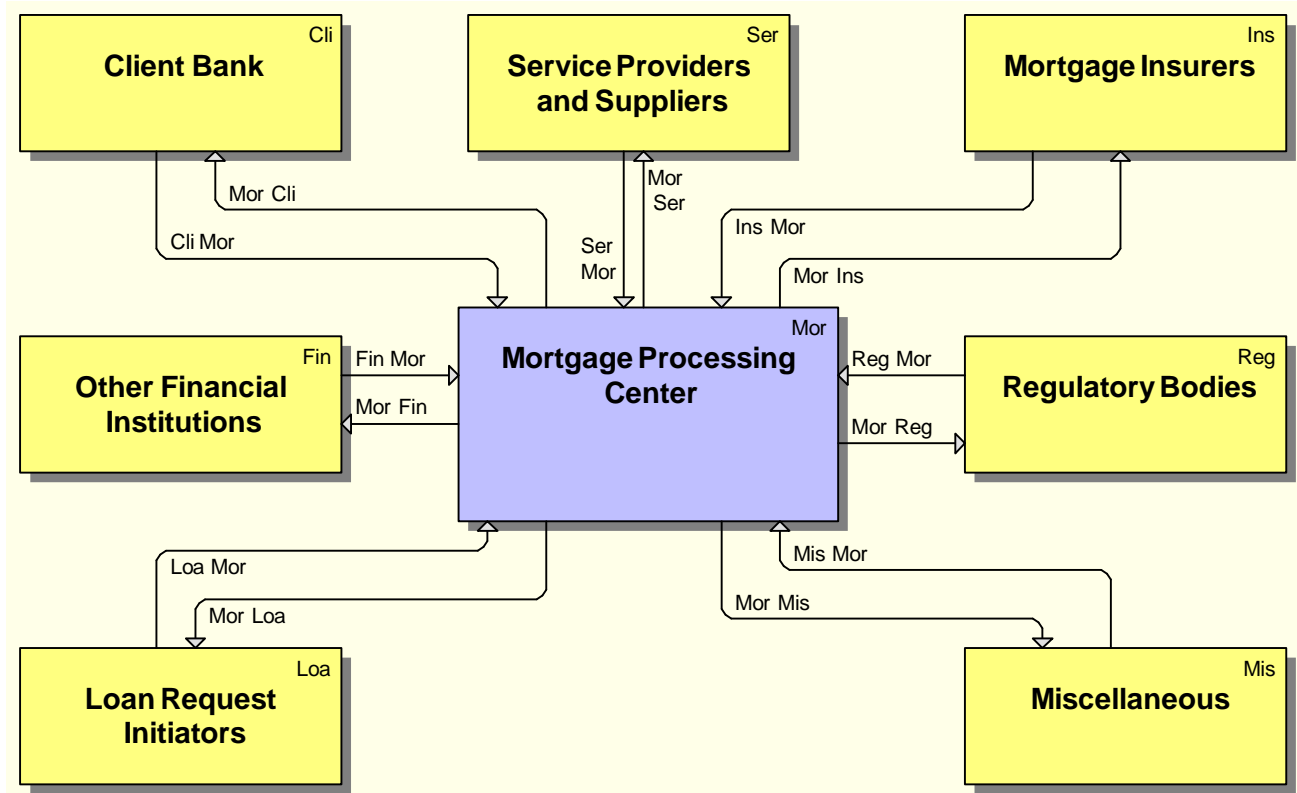 Cli
Client Bank
Ser
Service Providers
and Suppliers
Ins
Mortgage Insurers
Mor Cli
Cli Mor
Mor
Ser
Ser
Mor
Ins Mor
Mor Ins
Fin
Other Financial
Institutions
Fin Mor
Mor Fin
Mor
Mortgage Processing
Center
Reg Mor
Mor Reg
Reg
Regulatory Bodies
Loa Mor
Mor Loa
Mis Mor
Mor Mis
Loa
Loan Request
Initiators
Mis
Miscellaneous